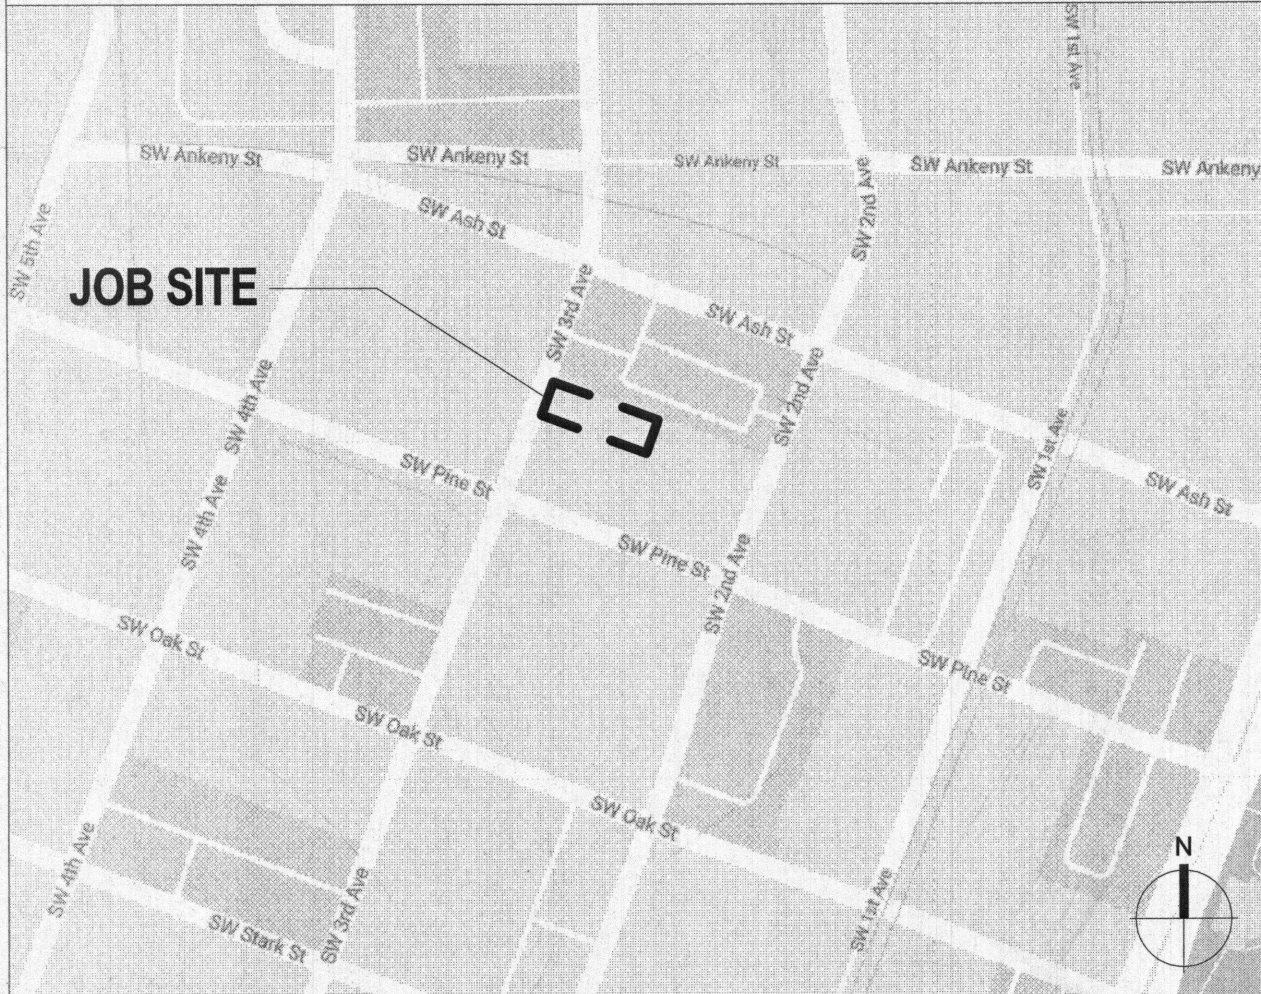 SW 1st Ave
SW Ankeny St
SW Ankeny St
SW Ankeny St
SW Ankeny St
SW Ankeny
SW Ash St
SW 2nd Ave
SW 5th Ave
JOB SITE
SW 3rd Ave
SW Ash St
SW 4th Ave
SW 2nd Ave
SW 1st Ave
SW Pine St
SW Ash St
SW 4th Ave
SW Pine St
SW 2nd Ave
SW Oak St
SW Pine St
SW Oak St
SW Oak St
SW 4th Ave
SW 3rd Ave
SW 1st Ave
SW Stark St
N